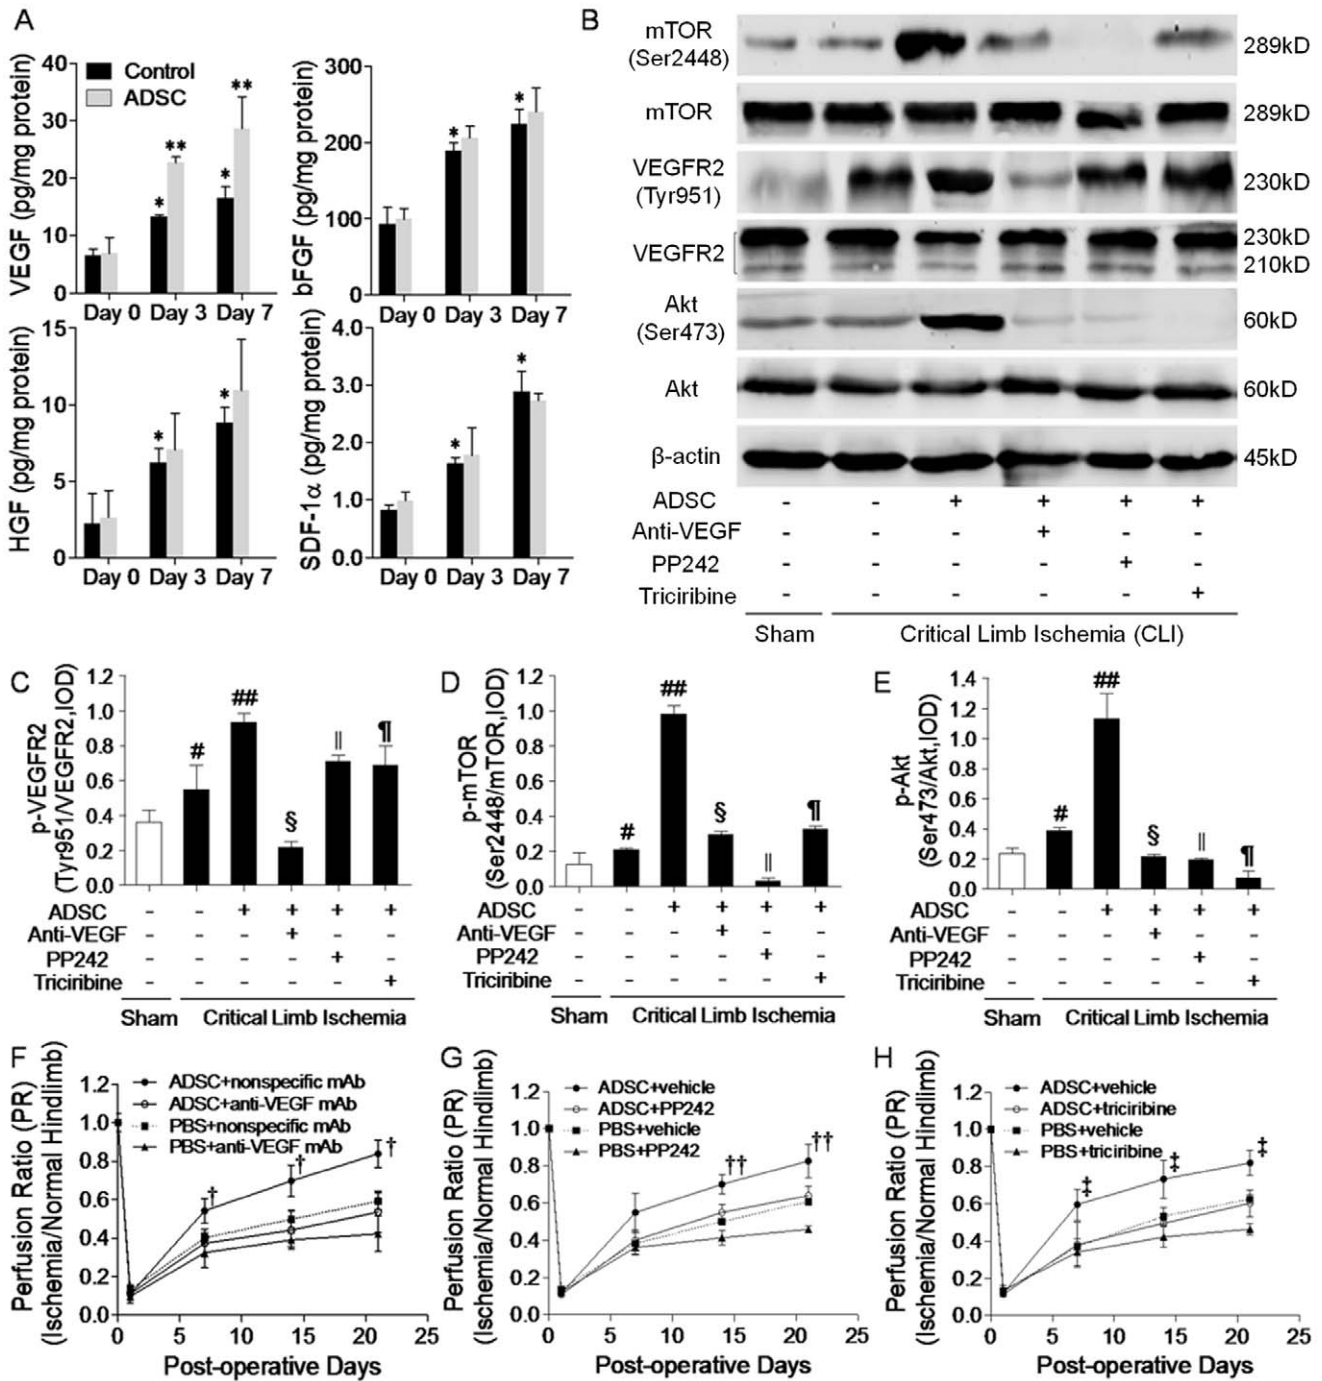 A
VEGF (pg/mg protein)
40
30
20
10
0
Control
ADSC
*
**
*
**
Day 0 Day 3 Day 7
bFGF (pg/mg protein)
300
200
100
0
*
*
Day 0 Day 3 Day 7
HGF (pg/mg protein)
15
10
5
0
*
*
Day 0 Day 3 Day 7
SDF-1α (pg/mg protein)
4.0
3.0
2.0
1.0
0.0
*
*
Day 0 Day 3 Day 7
B
mTOR
(Ser2448)
289kD
mTOR
289kD
VEGFR2
(Tyr951)
230kD
VEGFR2
230kD
210kD
Akt
(Ser473)
60kD
Akt
60kD
β-actin
45kD
ADSC - - + + + +
Anti-VEGF - - - + - -
PP242 - - - - + -
Triciribine - - - - - +
Sham Critical Limb Ischemia (CLI)
C
p-VEGFR2
(Tyr951/VEGFR2,IOD)
1.2
1.0
0.8
0.6
0.4
0.2
0.0
# ## § || ¶
ADSC - - + + + +
Anti-VEGF - - - + - -
PP242 - - - - + -
Triciribine - - - - - +
Sham Critical Limb Ischemia
D
p-mTOR
(Ser2448/mTOR,IOD)
1.2
1.0
0.8
0.6
0.4
0.2
0.0
# ## § || ¶
ADSC - - + + + +
Anti-VEGF - - - + - -
PP242 - - - - + -
Triciribine - - - - - +
Sham Critical Limb Ischemia
E
p-Akt
(Ser473/Akt,IOD)
1.4
1.2
1.0
0.8
0.6
0.4
0.2
0.0
# ## § || ¶
ADSC - - + + + +
Anti-VEGF - - - + - -
PP242 - - - - + -
Triciribine - - - - - +
Sham Critical Limb Ischemia
F
Perfusion Ratio (PR)
(Ischemia/Normal Hindlimb)
1.2
1.0
0.8
0.6
0.4
0.2
0.0
ADSC+nonspecific mAb
ADSC+anti-VEGF mAb
PBS+nonspecific mAb
PBS+anti-VEGF mAb
† † †
0 5 10 15 20 25
Post-operative Days
G
Perfusion Ratio (PR)
(Ischemia/Normal Hindlimb)
1.2
1.0
0.8
0.6
0.4
0.2
0.0
ADSC+vehicle
ADSC+PP242
PBS+vehicle
PBS+PP242
†† ††
0 5 10 15 20 25
Post-operative Days
H
Perfusion Ratio (PR)
(Ischemia/Normal Hindlimb)
1.2
1.0
0.8
0.6
0.4
0.2
0.0
ADSC+vehicle
ADSC+triciribine
PBS+vehicle
PBS+triciribine
‡ ‡ ‡
0 5 10 15 20 25
Post-operative Days